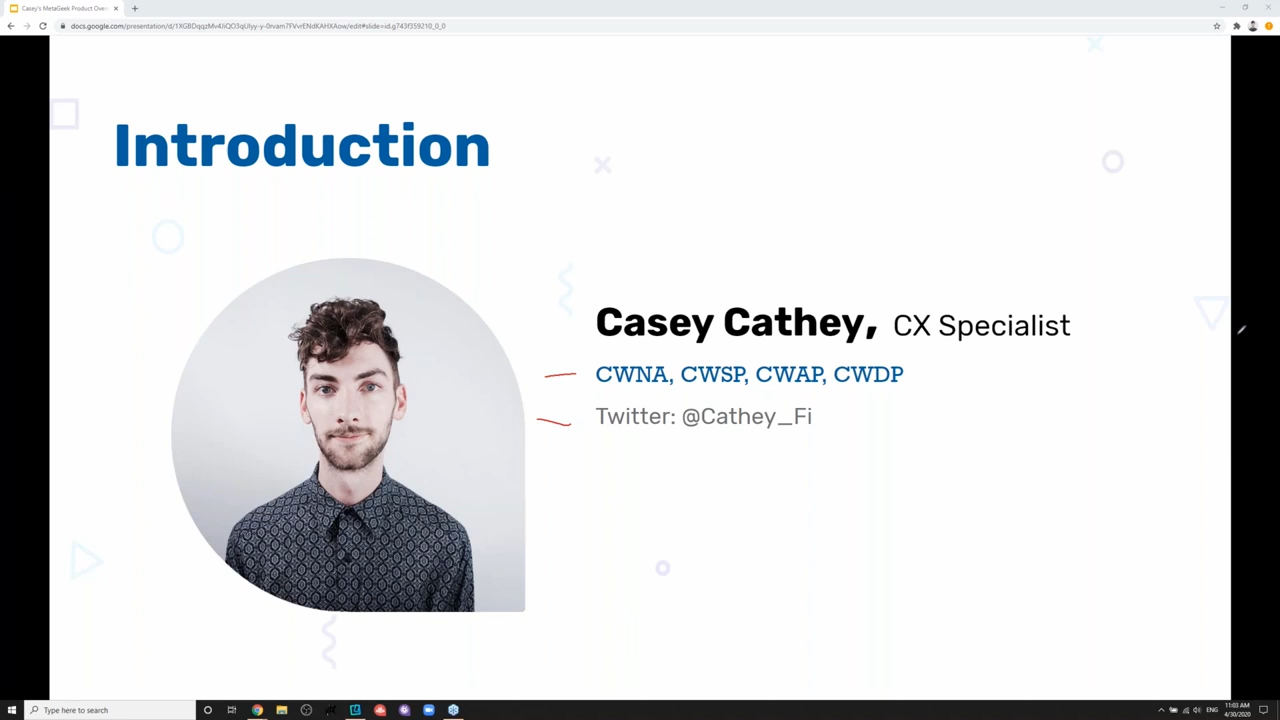 Casey's MetaGeek Product Over
docs.google.com/presentation/d/1XGBDqqzMv4JiQO3qUlyy-y-0rvam7FVvrENdKAHXAow/edit#slide=id.g743f359210_0_0
Introduction
Casey Cathey, CX Specialist
CWNA, CWSP, CWAP, CWDP
Twitter: @Cathey_Fi
Type here to search
ENG
11:03 AM
4/30/2020